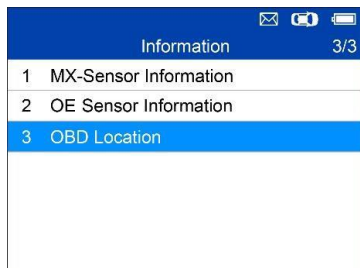 Information 3/3
1 MX-Sensor Information
2 OE Sensor Information
3 OBD Location